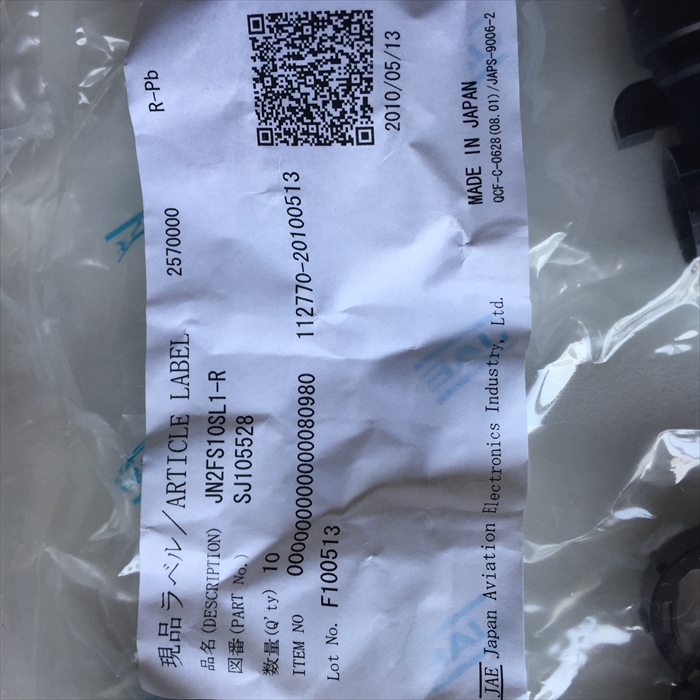 R-Pb
現品ラベル/ARTICLE LABEL 2570000
品名(DESCRIPTION) JN2FS10SL1-R
図番(PART No.) SJ105528
数量(Q'ty) 10
ITEM NO 00000000000000080980 112770-20100513
Lot No. F100513
2010/05/13
MADE IN JAPAN
QCF-C-0628(08.01)/JAPS-9006-2
JAE Japan Aviation Electronics Industry, Ltd.